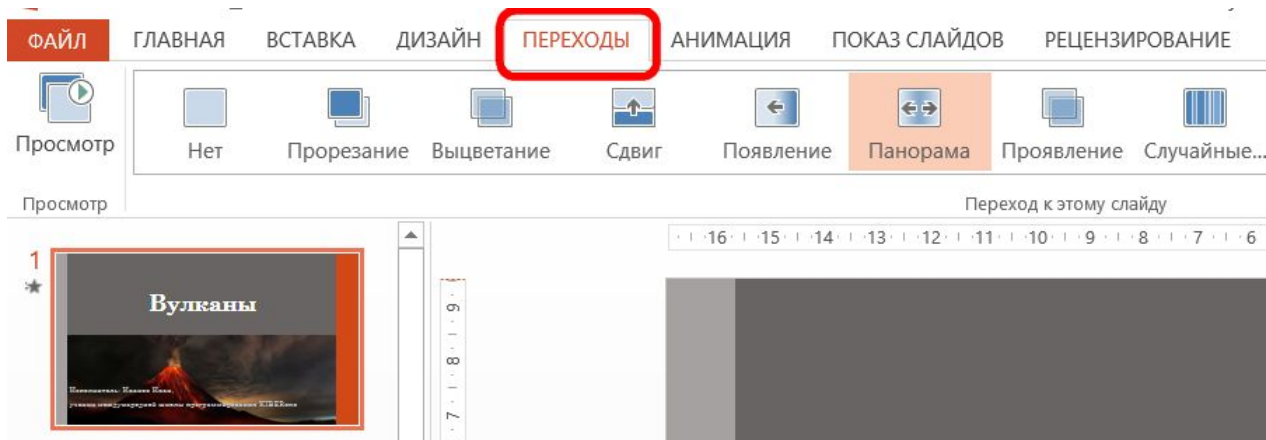 ФАЙЛ ГЛАВНАЯ ВСТАВКА ДИЗАЙН ПЕРЕХОДЫ АНИМАЦИЯ ПОКАЗ СЛАЙДОВ РЕЦЕНЗИРОВАНИЕ
Просмотр Нет Прорезание Выцветание Сдвиг Появление Панорама Проявление Случайные...
Просмотр Переход к этому слайду
16 15 14 13 12 11 10 9 8 7 6
1
Вулканы
9
8
7